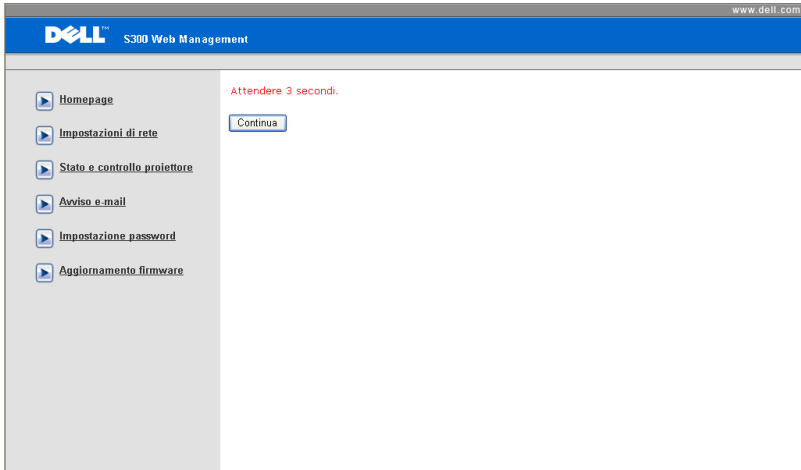 www.dell.com
DELL™ S300 Web Management
Homepage
Impostazioni di rete
Stato e controllo proiettore
Avviso e-mail
Impostazione password
Aggiornamento firmware
Attendere 3 secondi.
Continua